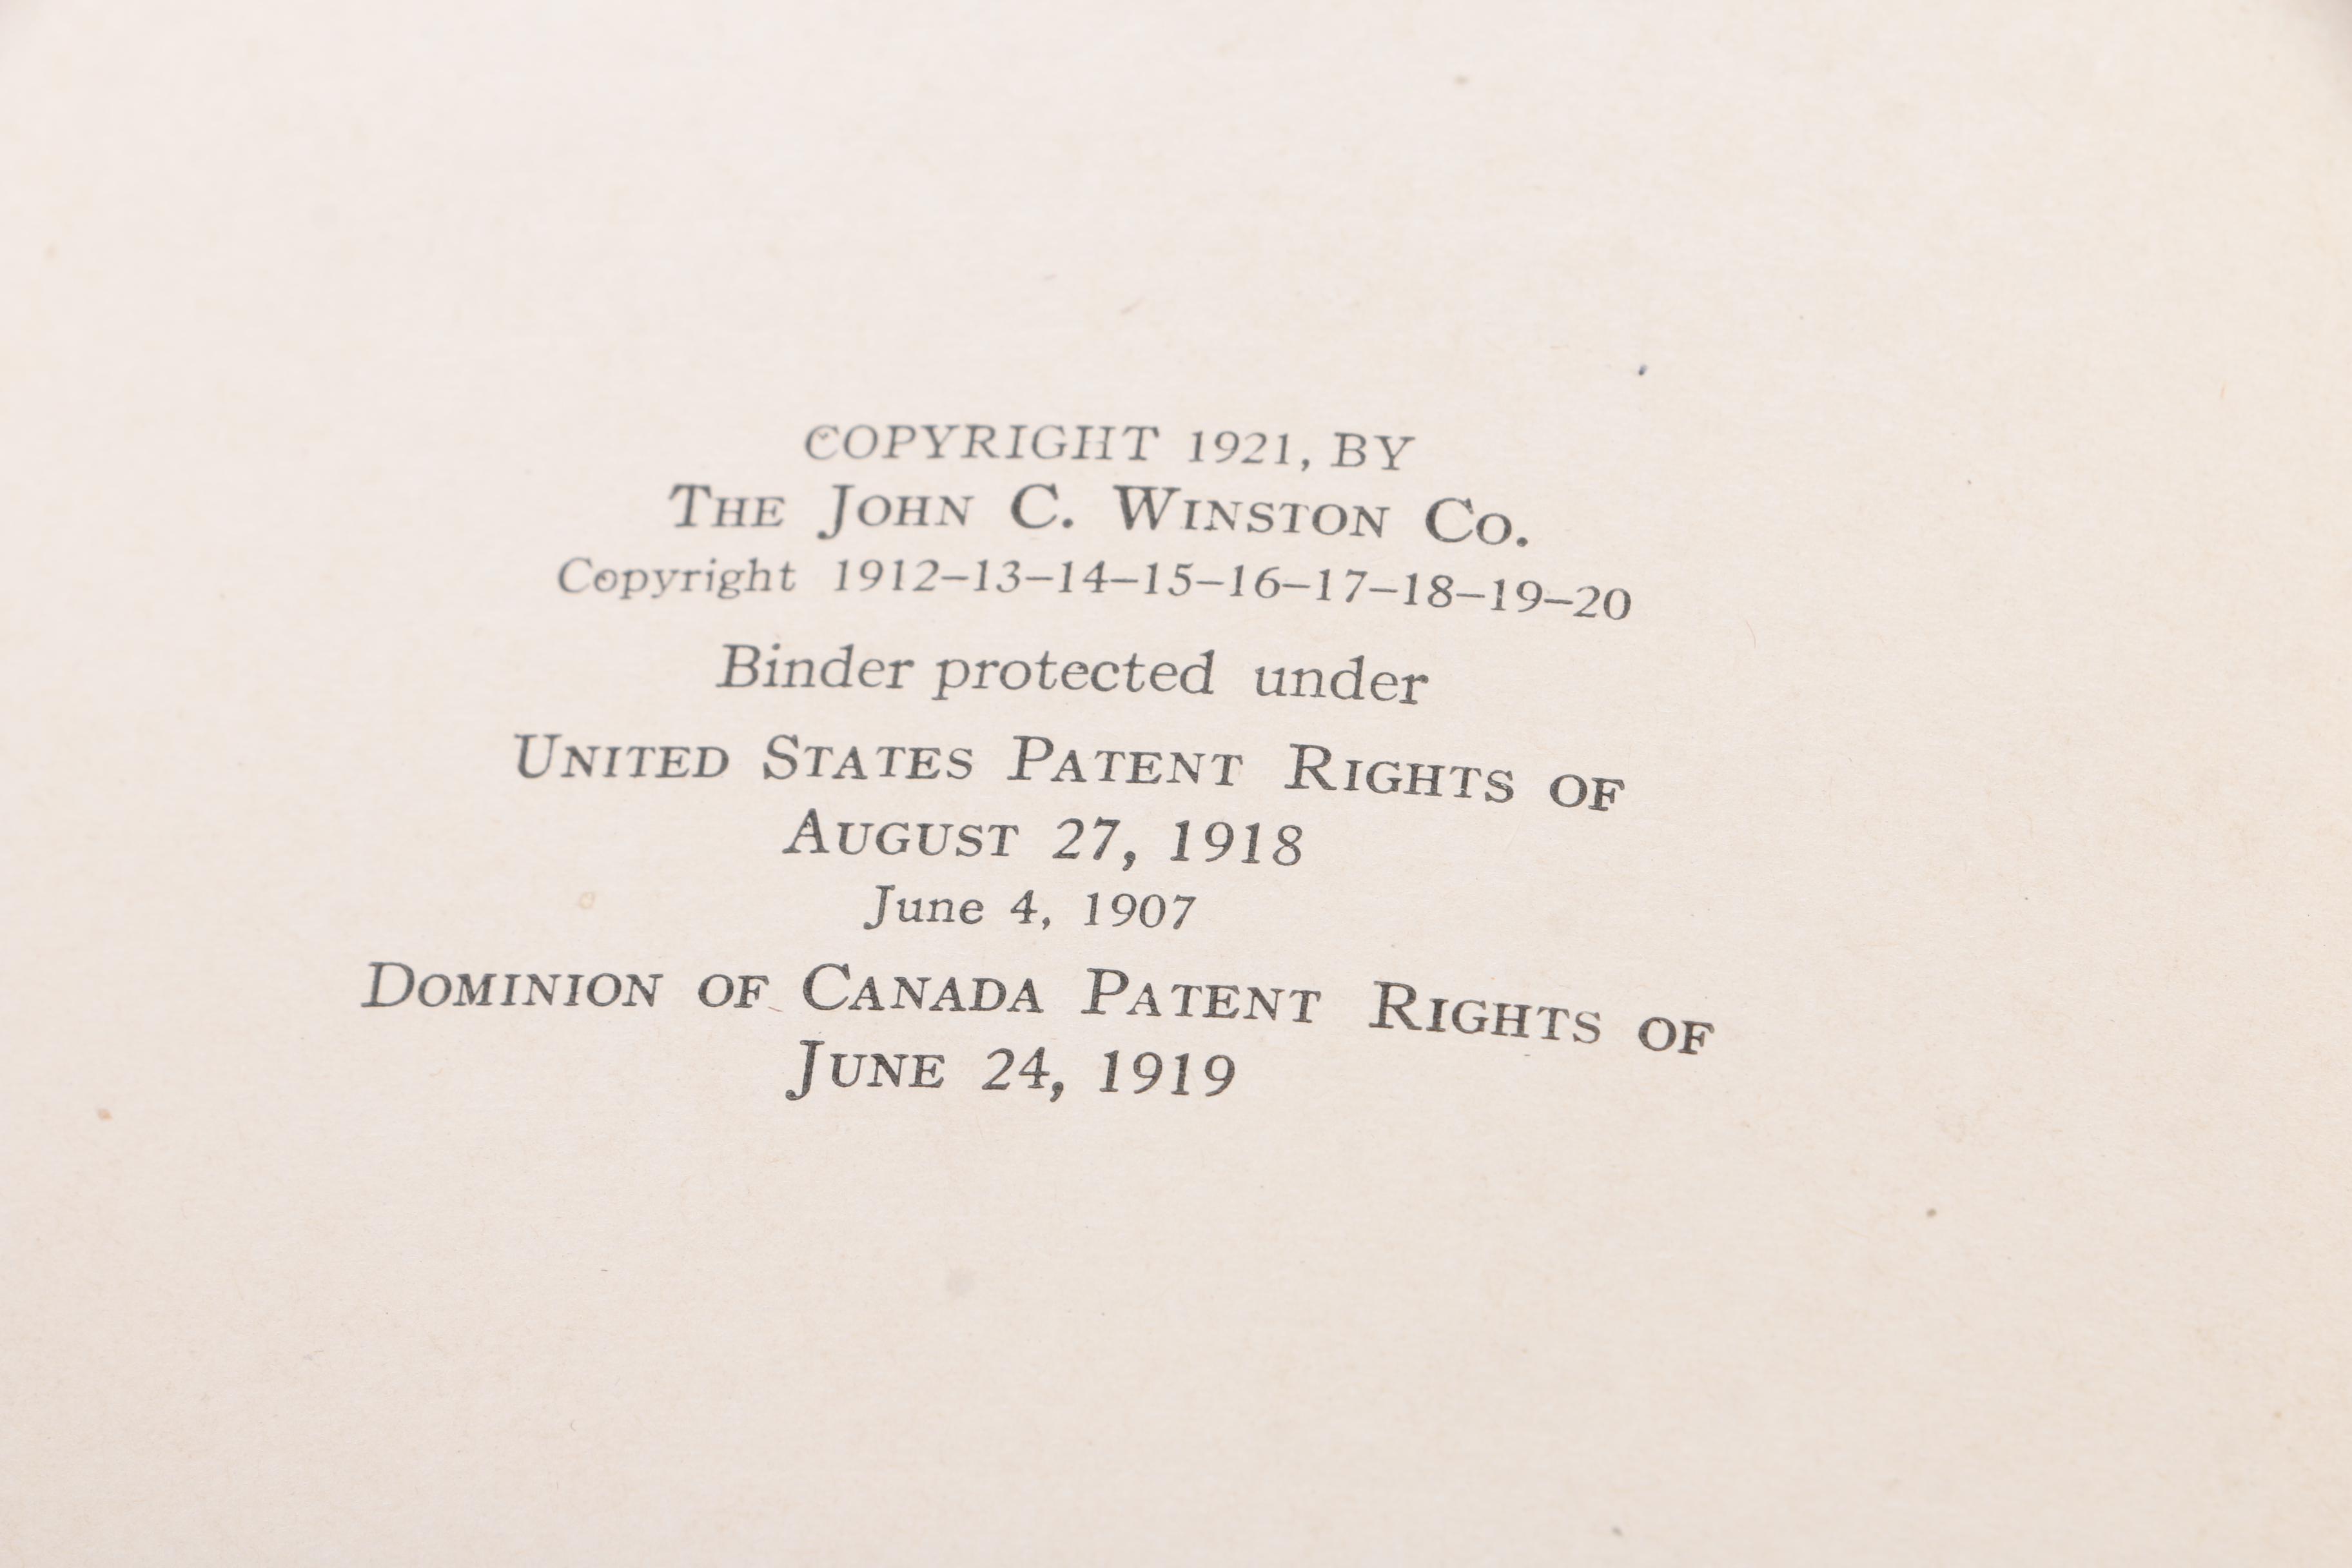 COPYRIGHT 1921, BY
THE JOHN C. WINSTON CO.
Copyright 1912–13–14–15–16–17–18–19–20
Binder protected under
UNITED STATES PATENT RIGHTS OF
AUGUST 27, 1918
June 4, 1907
DOMINION OF CANADA PATENT RIGHTS OF
JUNE 24, 1919